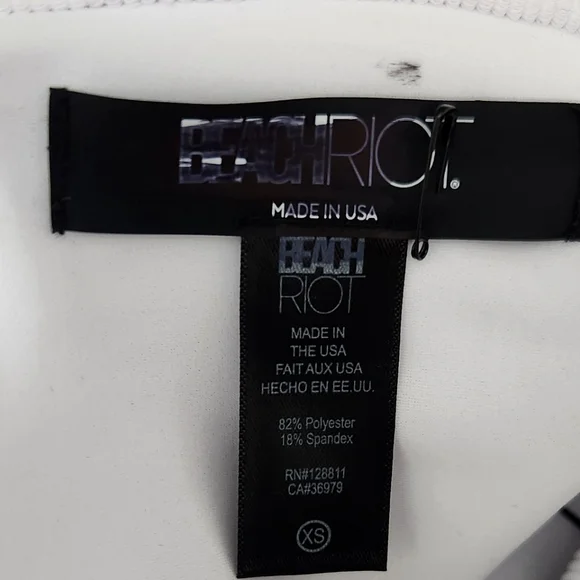 BEACHRIOT.®
MADE IN USA
BEACH
RIOT
MADE IN
THE USA
FAIT AUX USA
HECHO EN EE.UU.
82% Polyester
18% Spandex
RN#128811
CA#36979
XS